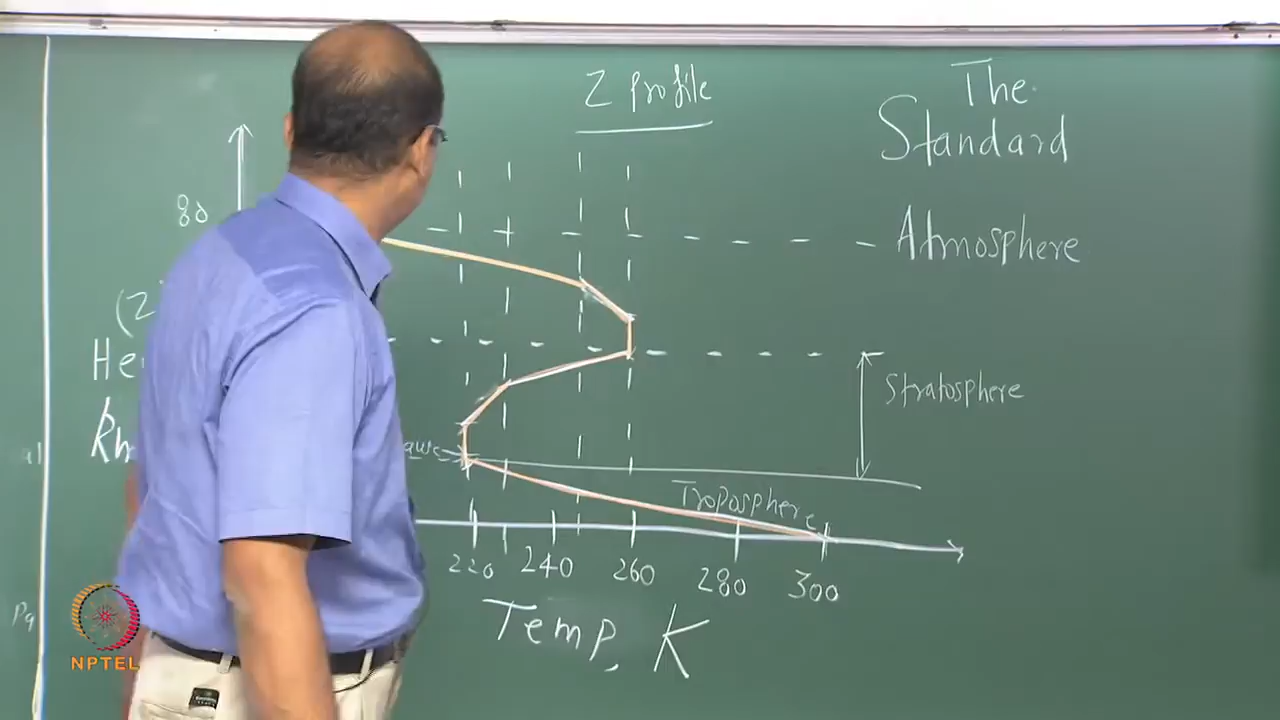 Z Profile
The
Standard
Atmosphere
80
(Z
He
Stratosphere
Troposphere
220 240 260 280 300
Temp, K
NPTEL